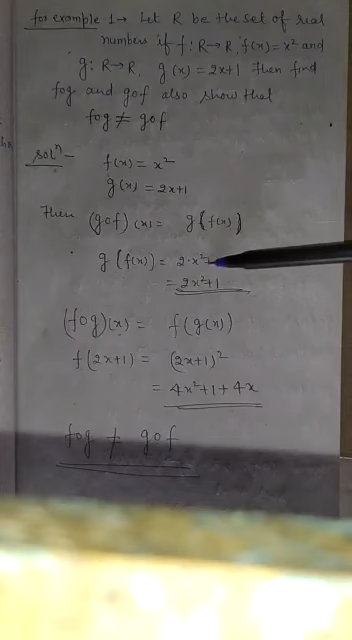 for example 1→ Let R be the set of real
numbers if f: R→R, f(x)=x² and
g: R→R, g(x) = 2x+1 then find
fog and gof also show that
fog ≠ gof
solⁿ- f(x) = x²
g(x) = 2x+1
Then (gof)(x) = g(f(x))
g(f(x)) = 2·x²+
= 2x²+1
(fog)(x) = f(g(x))
f(2x+1) = (2x+1)²
= 4x²+1+4x
fog ≠ gof